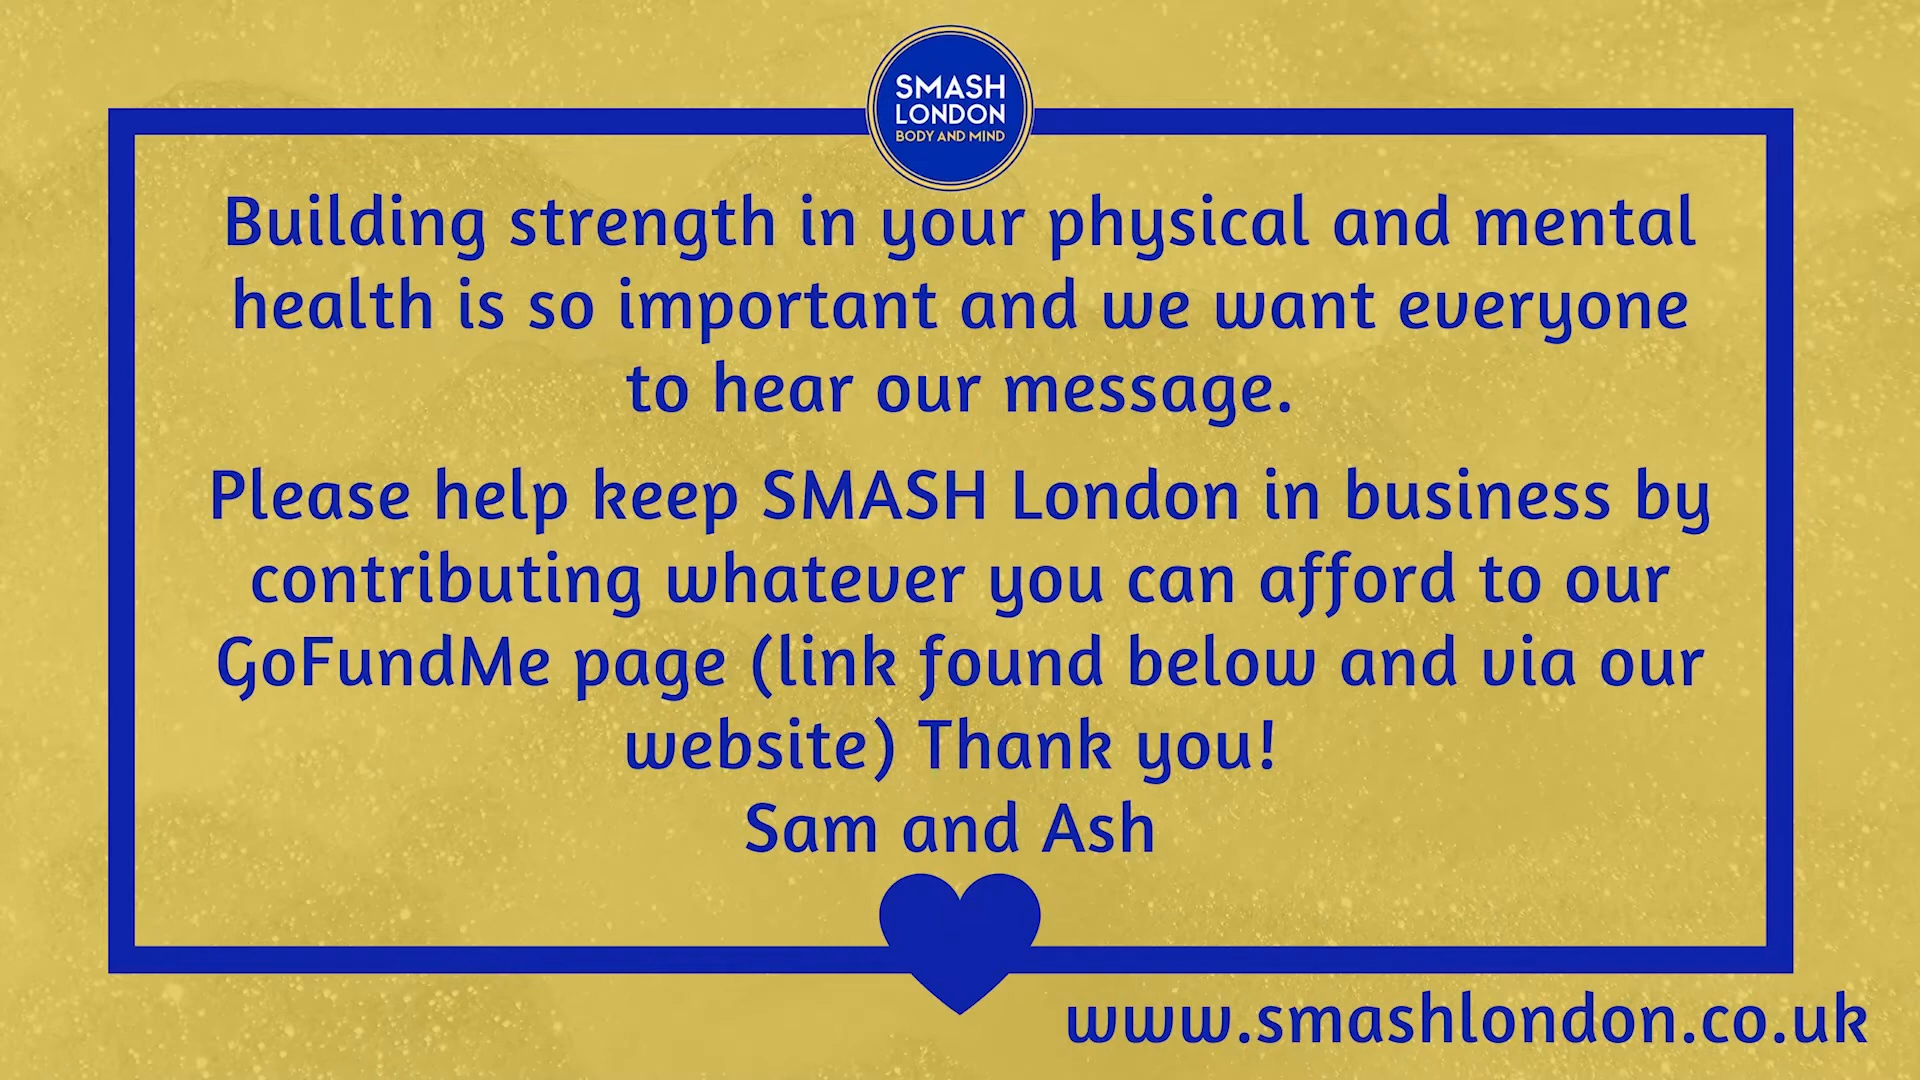 SMASH
LONDON
BODY AND MIND
Building strength in your physical and mental
health is so important and we want everyone
to hear our message.
Please help keep SMASH London in business by
contributing whatever you can afford to our
GoFundMe page (link found below and via our
website) Thank you!
Sam and Ash
www.smashlondon.co.uk